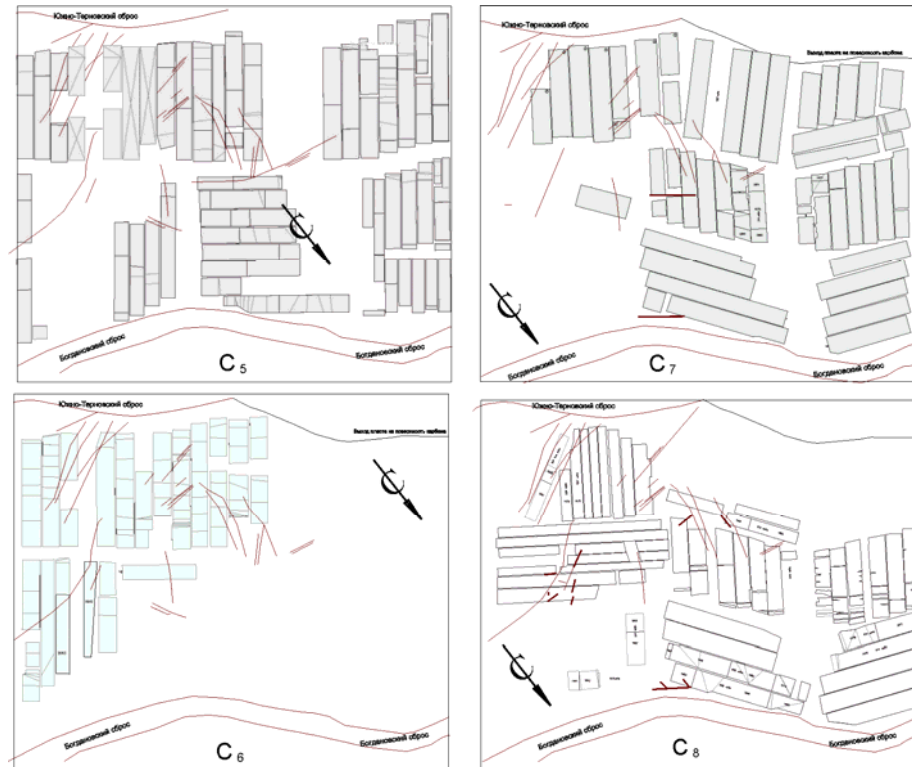 Южно-Терновский сброс
С
Богдановский сброс
Богдановский сброс
С 5
Южно-Терновский сброс
Выход пласта на поверхность карбона
С
Богдановский сброс
Богдановский сброс
С 7
Южно-Терновский сброс
Выход пласта на поверхность карбона
С
Богдановский сброс
Богдановский сброс
С 6
Южно-Терновский сброс
С
Богдановский сброс
Богдановский сброс
С 8